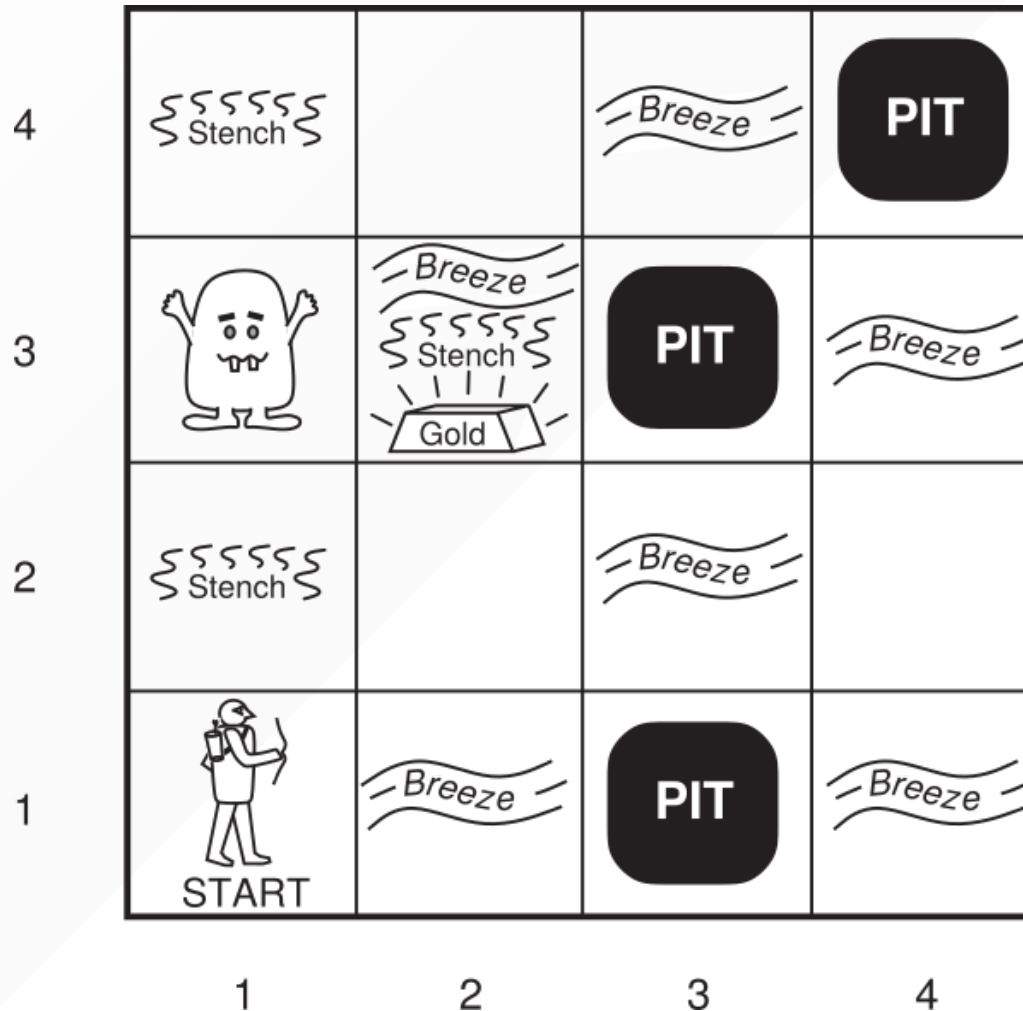 4
Stench
Breeze
PIT
3
Breeze
Stench
Gold
PIT
Breeze
2
Stench
Breeze
1
START
Breeze
PIT
Breeze
1 2 3 4